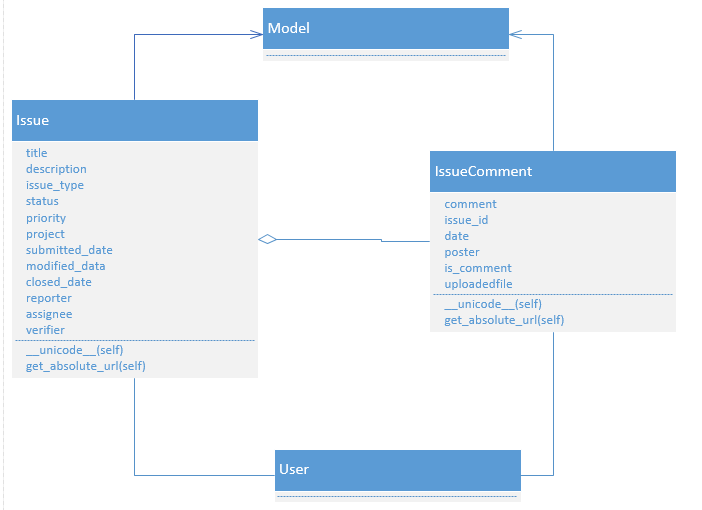 Model
Issue
title
description
issue_type
status
priority
project
submitted_date
modified_data
closed_date
reporter
assignee
verifier
__unicode__(self)
get_absolute_url(self)
IssueComment
comment
issue_id
date
poster
is_comment
uploadedfile
__unicode__(self)
get_absolute_url(self)
User